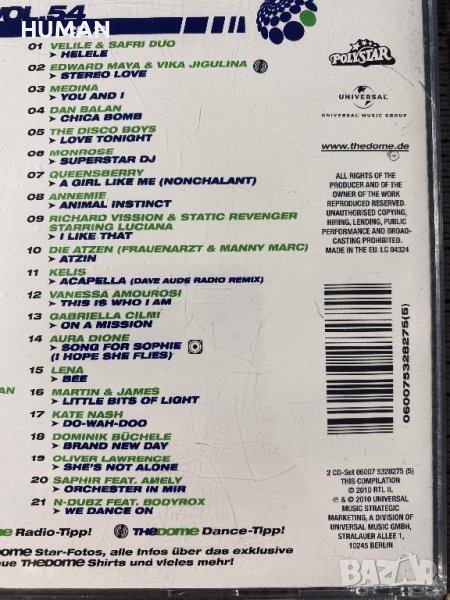 VOL. 54
01 VELILE & SAFRI DUO
➤ HELELE
02 EDWARD MAYA & VIKA JIGULINA
➤ STEREO LOVE
03 MEDINA
➤ YOU AND I
04 DAN BALAN
➤ CHICA BOMB
05 THE DISCO BOYS
➤ LOVE TONIGHT
06 MONROSE
➤ SUPERSTAR DJ
07 QUEENSBERRY
➤ A GIRL LIKE ME (NONCHALANT)
08 ANNEMIE
➤ ANIMAL INSTINCT
09 RICHARD VISSION & STATIC REVENGER
STARRING LUCIANA
➤ I LIKE THAT
10 DIE ATZEN (FRAUENARZT & MANNY MARC)
➤ ATZIN
11 KELIS
➤ ACAPELLA (DAVE AUDE RADIO REMIX)
12 VANESSA AMOUROSI
➤ THIS IS WHO I AM
13 GABRIELLA CILMI
➤ ON A MISSION
14 AURA DIONE
➤ SONG FOR SOPHIE
(I HOPE SHE FLIES)
15 LENA
➤ BEE
16 MARTIN & JAMES
➤ LITTLE BITS OF LIGHT
17 KATE NASH
➤ DO-WAH-DOO
18 DOMINIK BÜCHELE
➤ BRAND NEW DAY
19 OLIVER LAWRENCE
➤ SHE'S NOT ALONE
20 SAPHIR FEAT. AMELY
➤ ORCHESTER IN MIR
21 N-DUBZ FEAT. BODYROX
➤ WE DANCE ON
AN
OME Radio-Tipp! THEDOME Dance-Tipp!
DOME Star-Fotos, alle Infos über das exklusive
ue THEDOME Shirts und vieles mehr!
POLYSTAR
UNIVERSAL
UNIVERSAL MUSIC GROUP
www.thedome.de
ALL RIGHTS OF THE
PRODUCER AND OF THE
OWNER OF THE WORK
REPRODUCED RESERVED.
UNAUTHORISED COPYING,
HIRING, LENDING, PUBLIC
PERFORMANCE AND BROAD-
CASTING PROHIBITED.
MADE IN THE EU. LC 04324
060075328275(5)
2 CD-Set 06007 5328275 (5)
THIS COMPILATION
℗ 2010 RTL II.
℗ & © 2010 UNIVERSAL
MUSIC STRATEGIC
MARKETING, A DIVISION OF
UNIVERSAL MUSIC GMBH,
STRALAUER ALLEE 1,
10245 BERLIN
bazar.bg